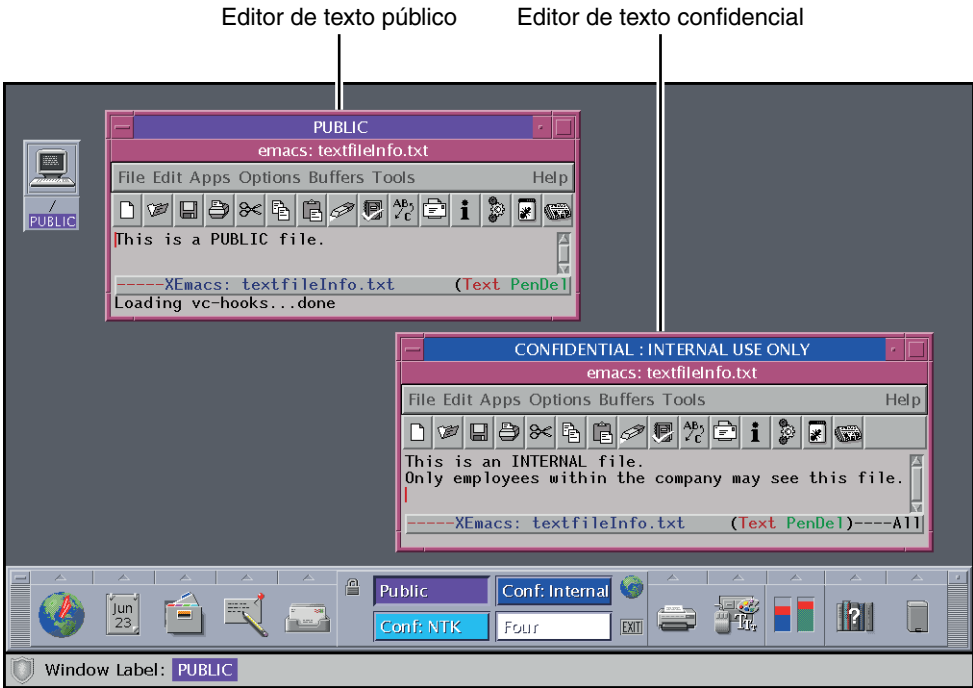 Editor de texto público
Editor de texto confidencial
PUBLIC
emacs: textfileInfo.txt
File Edit Apps Options Buffers Tools Help
/
PUBLIC
This is a PUBLIC file.
-----XEmacs: textfileInfo.txt (Text PenDel
Loading vc-hooks...done
CONFIDENTIAL : INTERNAL USE ONLY
emacs: textfileInfo.txt
File Edit Apps Options Buffers Tools Help
This is an INTERNAL file.
Only employees within the company may see this file.
-----XEmacs: textfileInfo.txt (Text PenDel)----All
Jun
23
Public
Conf: Internal
Conf: NTK
Four
EXIT
Window Label: PUBLIC